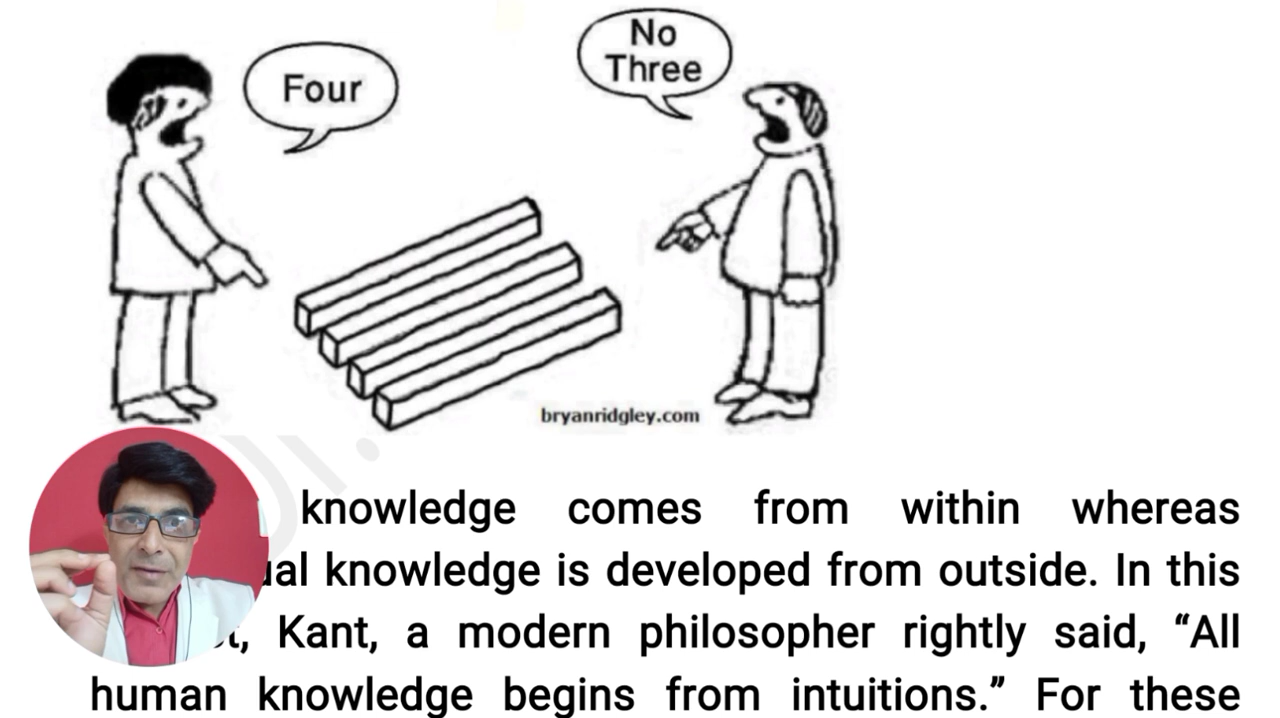 Four
No
Three
bryanridgley.com
knowledge comes from within whereas
knowledge is developed from outside. In this
Kant, a modern philosopher rightly said, “All
human knowledge begins from intuitions.” For these